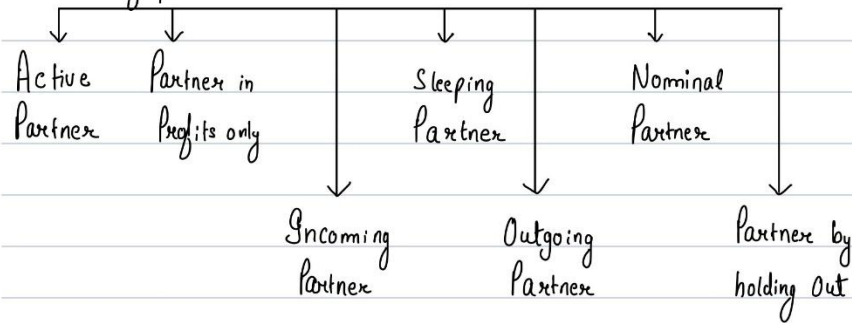 Active Partner in Sleeping Nominal
Partner Profits only Partner Partner
Incoming Outgoing Partner by
Partner Partner holding Out